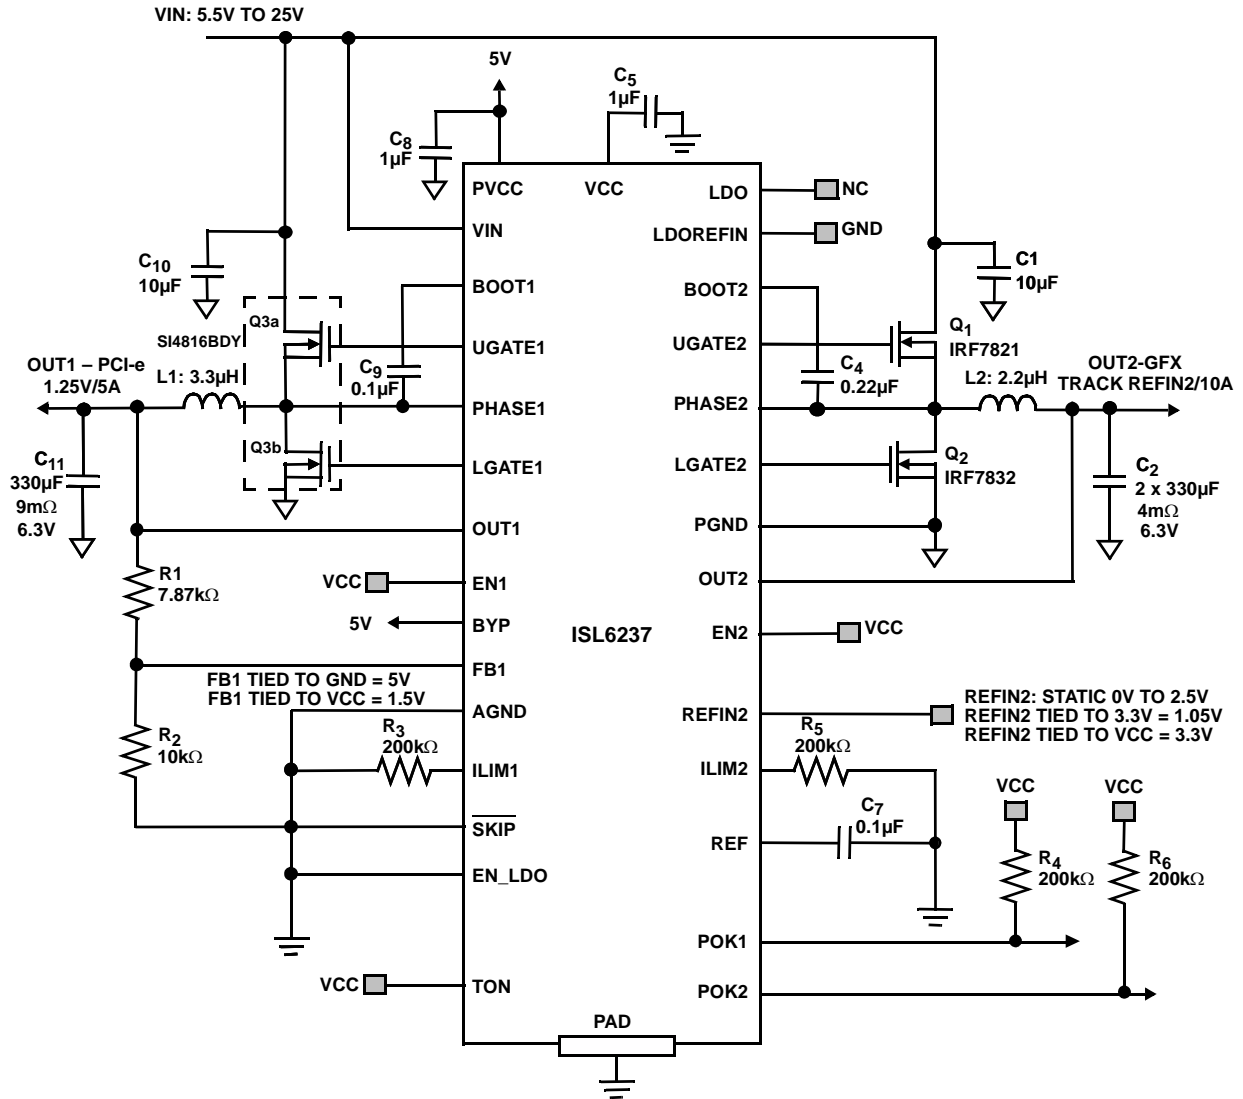 VIN: 5.5V TO 25V
5V
C5
1µF
C8
1µF
PVCC
VCC
LDO
NC
VIN
LDOREFIN
GND
C10
10µF
BOOT1
BOOT2
C1
10µF
Q3a
SI4816BDY
UGATE1
UGATE2
Q1
IRF7821
OUT1 – PCI-e
1.25V/5A
L1: 3.3µH
C9
0.1µF
C4
0.22µF
L2: 2.2µH
OUT2-GFX
TRACK REFIN2/10A
PHASE1
PHASE2
Q3b
LGATE1
LGATE2
Q2
IRF7832
C11
330µF
9mΩ
6.3V
C2
2 x 330µF
4mΩ
6.3V
OUT1
PGND
R1
7.87kΩ
VCC
EN1
OUT2
5V
BYP
ISL6237
EN2
VCC
FB1
FB1 TIED TO GND = 5V
FB1 TIED TO VCC = 1.5V
AGND
REFIN2
REFIN2: STATIC 0V TO 2.5V
REFIN2 TIED TO 3.3V = 1.05V
REFIN2 TIED TO VCC = 3.3V
R2
10kΩ
R3
200kΩ
ILIM1
ILIM2
R5
200kΩ
VCC
VCC
SKIP
REF
C7
0.1µF
R4
200kΩ
R6
200kΩ
EN_LDO
POK1
VCC
TON
POK2
PAD